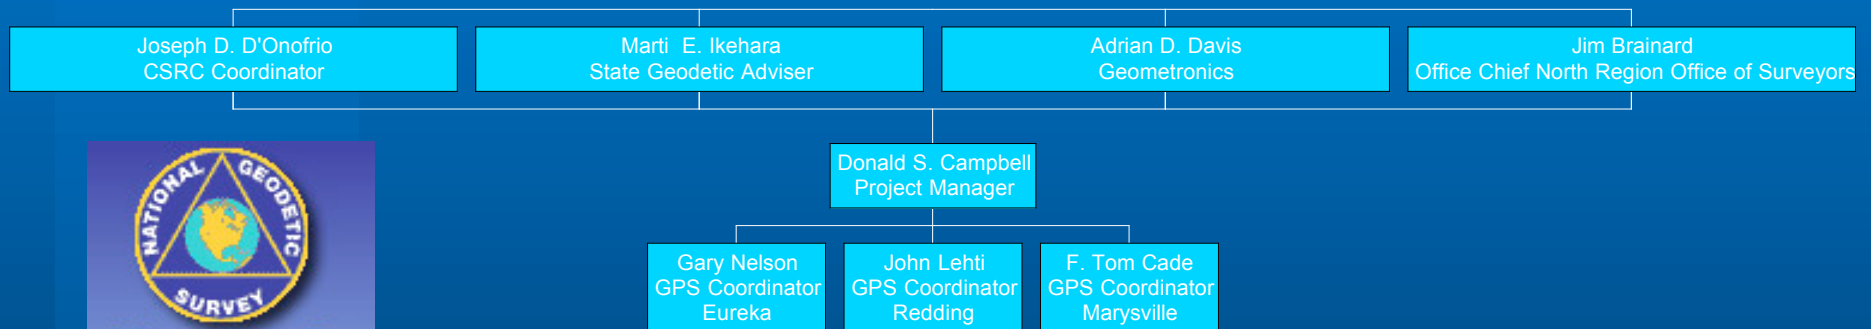 Joseph D. D'Onofrio
CSRC Coordinator
Marti E. Ikehara
State Geodetic Adviser
Adrian D. Davis
Geometronics
Jim Brainard
Office Chief North Region Office of Surveyors
Donald S. Campbell
Project Manager
NATIONAL GEODETIC SURVEY
Gary Nelson
GPS Coordinator
Eureka
John Lehti
GPS Coordinator
Redding
F. Tom Cade
GPS Coordinator
Marysville